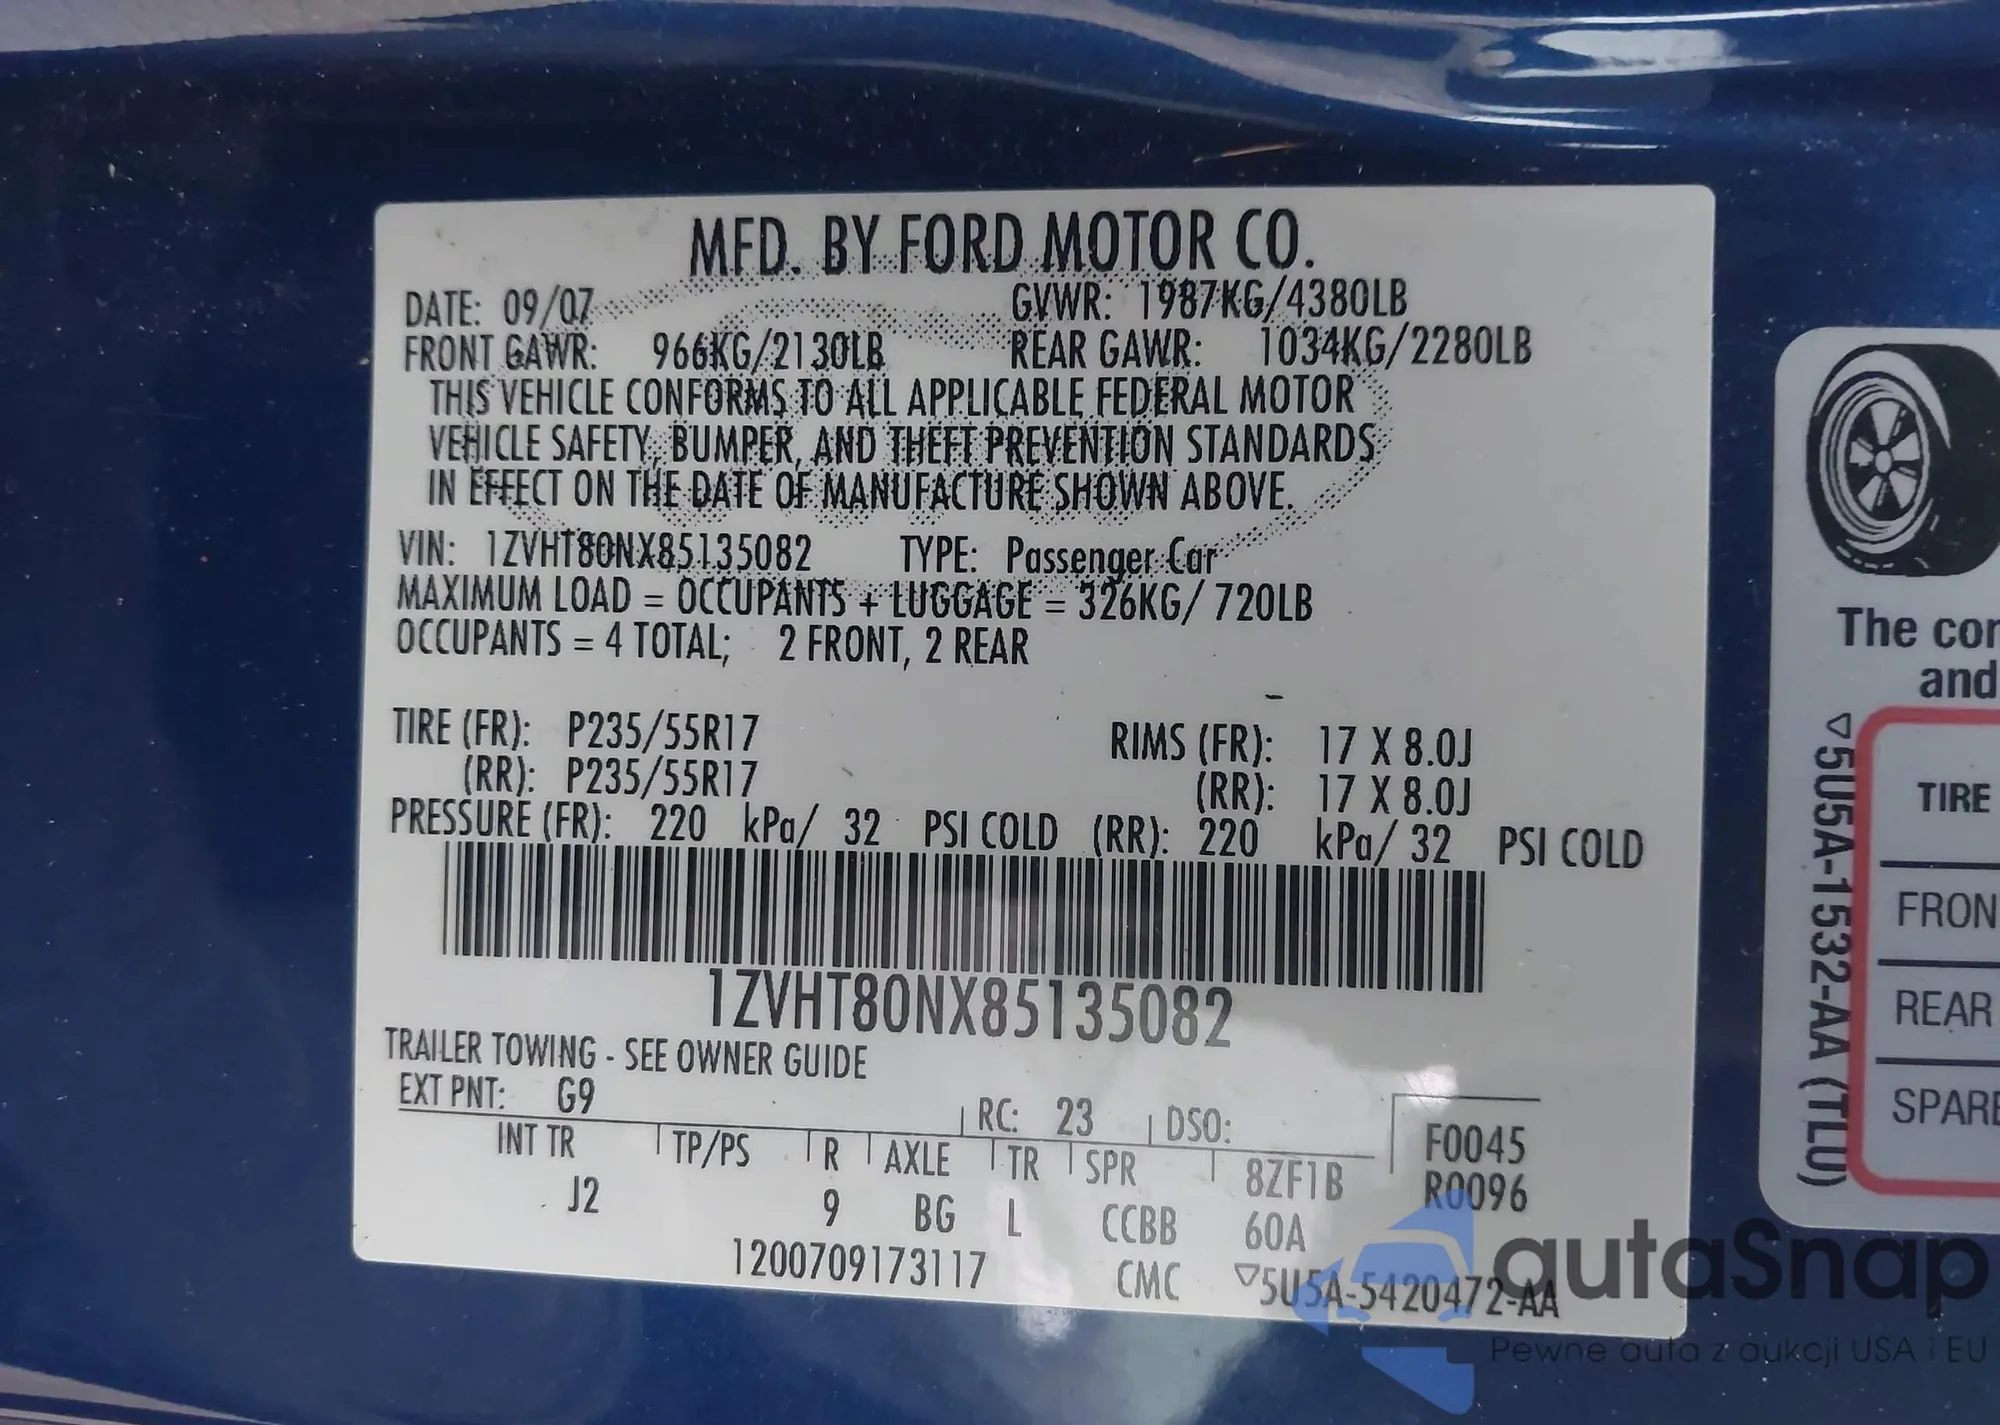 MFD. BY FORD MOTOR CO.
DATE: 09/07 GVWR: 1987KG/4380LB
FRONT GAWR: 966KG/2130LB REAR GAWR: 1034KG/2280LB
THIS VEHICLE CONFORMS TO ALL APPLICABLE FEDERAL MOTOR
VEHICLE SAFETY, BUMPER, AND THEFT PREVENTION STANDARDS
IN EFFECT ON THE DATE OF MANUFACTURE SHOWN ABOVE.
VIN: 1ZVHT80NX85135082 TYPE: Passenger Car
MAXIMUM LOAD = OCCUPANTS + LUGGAGE = 326KG/ 720LB
OCCUPANTS = 4 TOTAL; 2 FRONT, 2 REAR
TIRE (FR): P235/55R17 RIMS (FR): 17 X 8.0J
(RR): P235/55R17 (RR): 17 X 8.0J
PRESSURE (FR): 220 kPa/ 32 PSI COLD (RR): 220 kPa/ 32 PSI COLD
1ZVHT80NX85135082
TRAILER TOWING - SEE OWNER GUIDE
EXT PNT: G9 RC: 23 DSO: F0045
INT TR TP/PS R AXLE TR SPR 8ZF1B R0096
J2 9 BG L CCBB 60A
1200709173117 CMC ▽5U5A-5420472-AA
The cor
and
▽5U5A-1532-AA (TLU)
TIRE
FRON
REAR
SPARE
autaSnap
Pewne auta z aukcji USA i EU